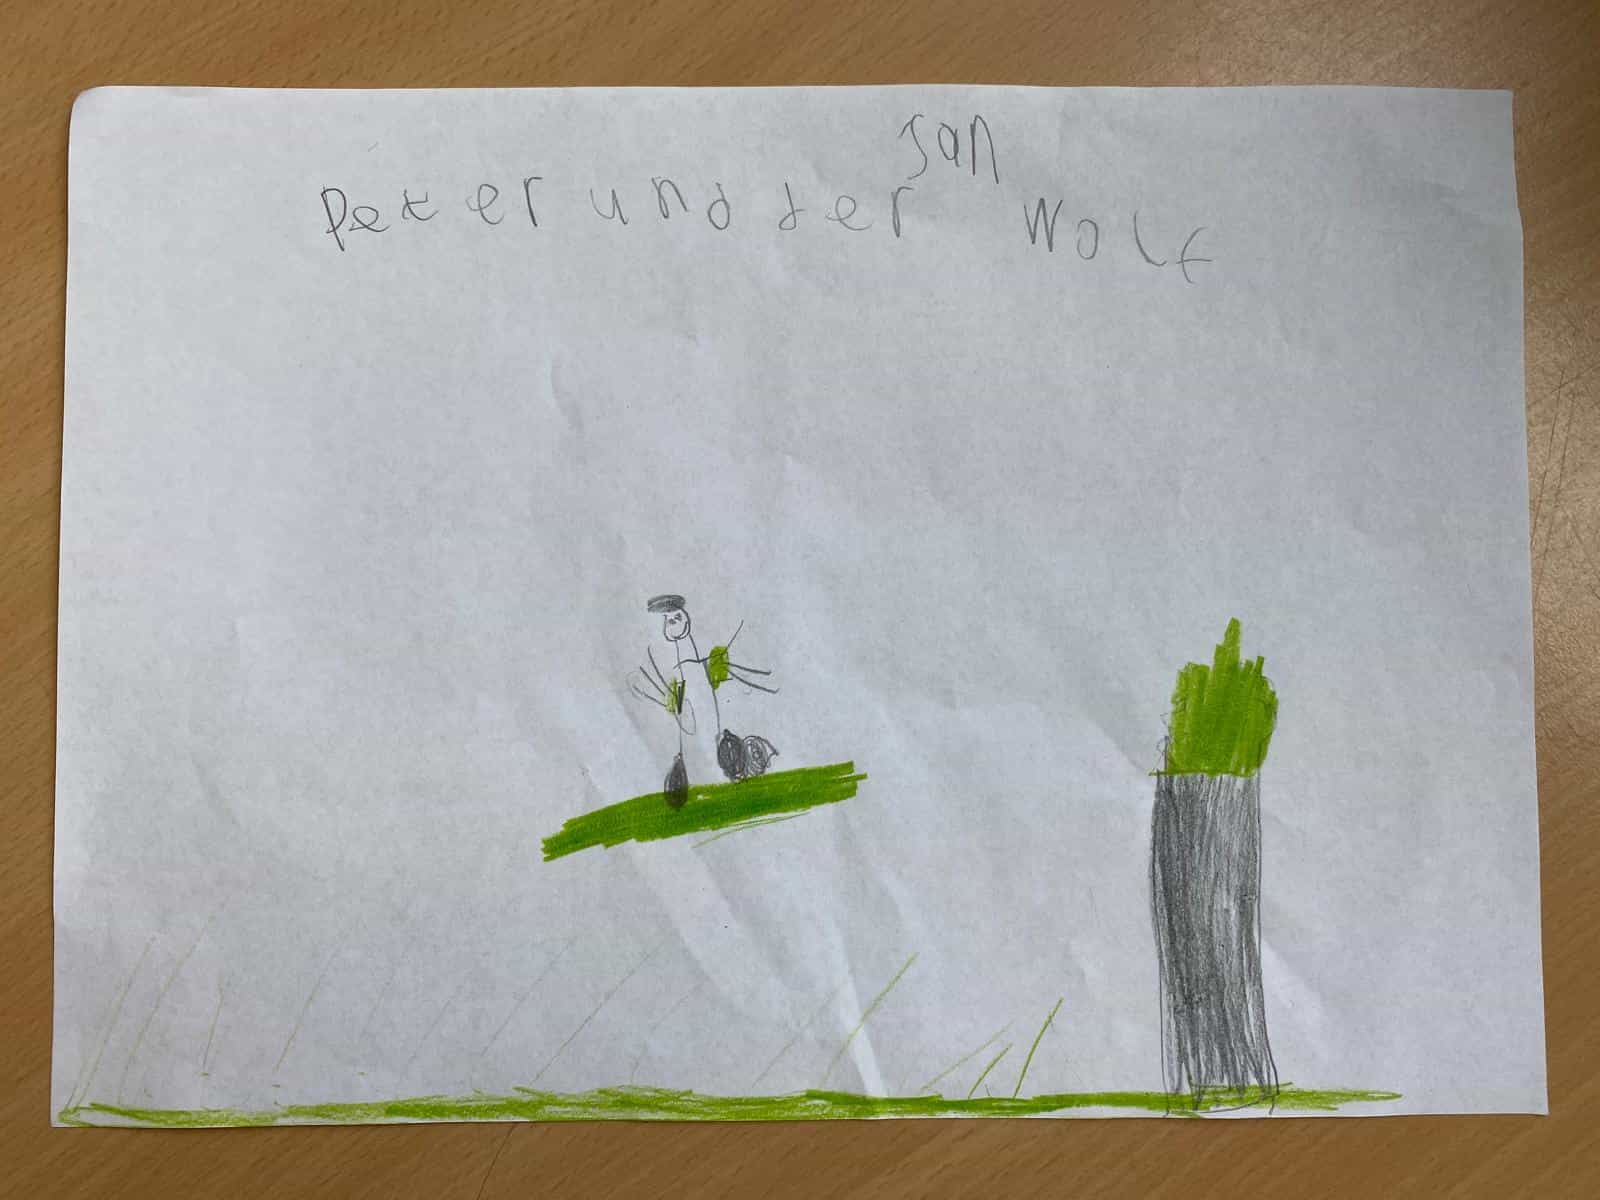 Jan
Peter und der Wolf